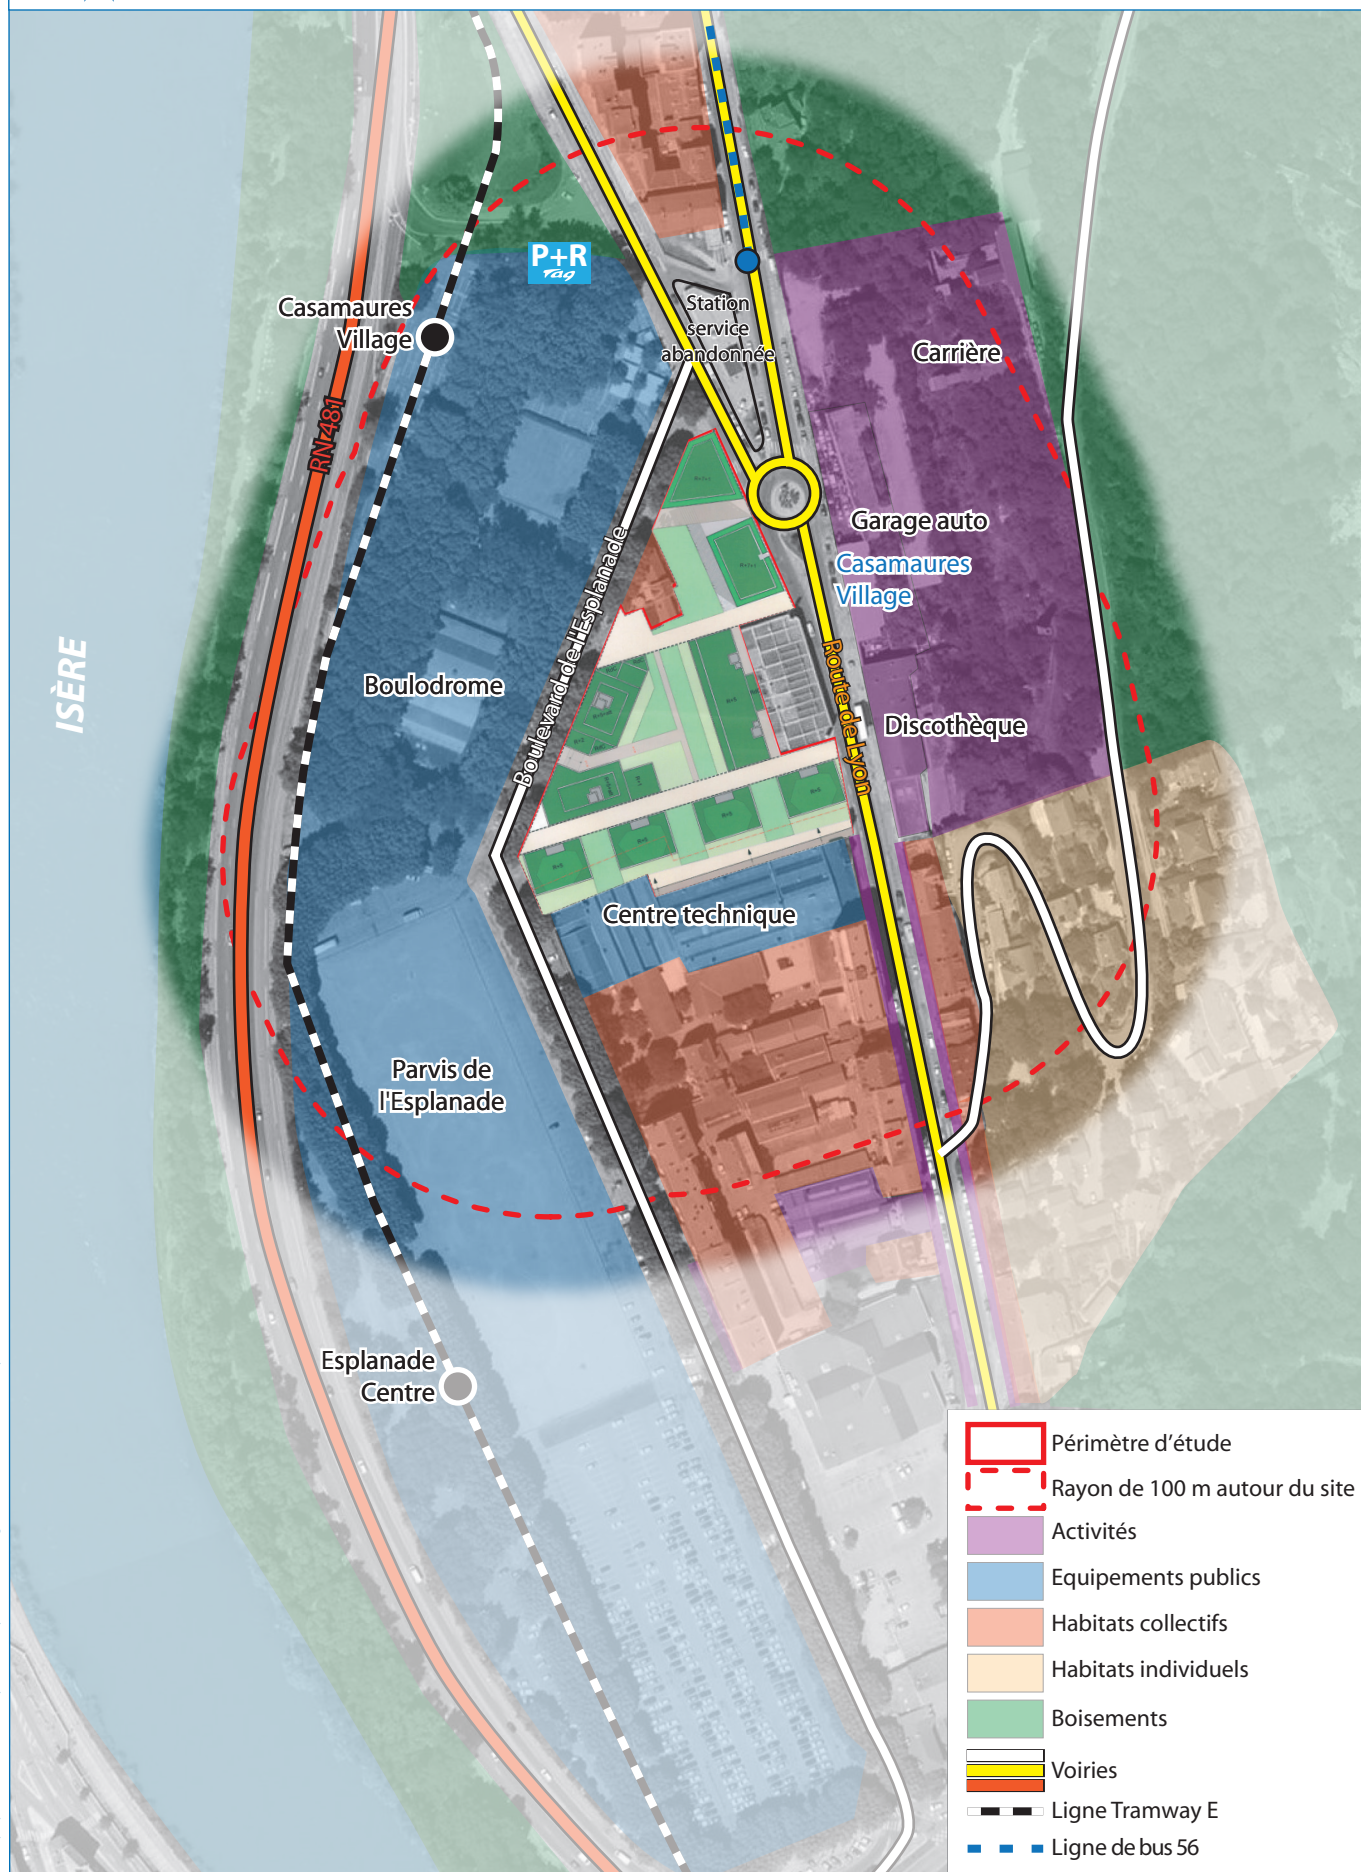 P+R
Tag
Casamaures
Village
Station
service
abandonnée
Carrière
RN 481
Garage auto
Casamaures
Village
Boulevard de l'Esplanade
ISÈRE
Boulodrome
Route de Lyon
Discothèque
Centre technique
Parvis de
l'Esplanade
Esplanade
Centre
Périmètre d'étude
Rayon de 100 m autour du site
Activités
Equipements publics
Habitats collectifs
Habitats individuels
Boisements
Voiries
Ligne Tramway E
Ligne de bus 56